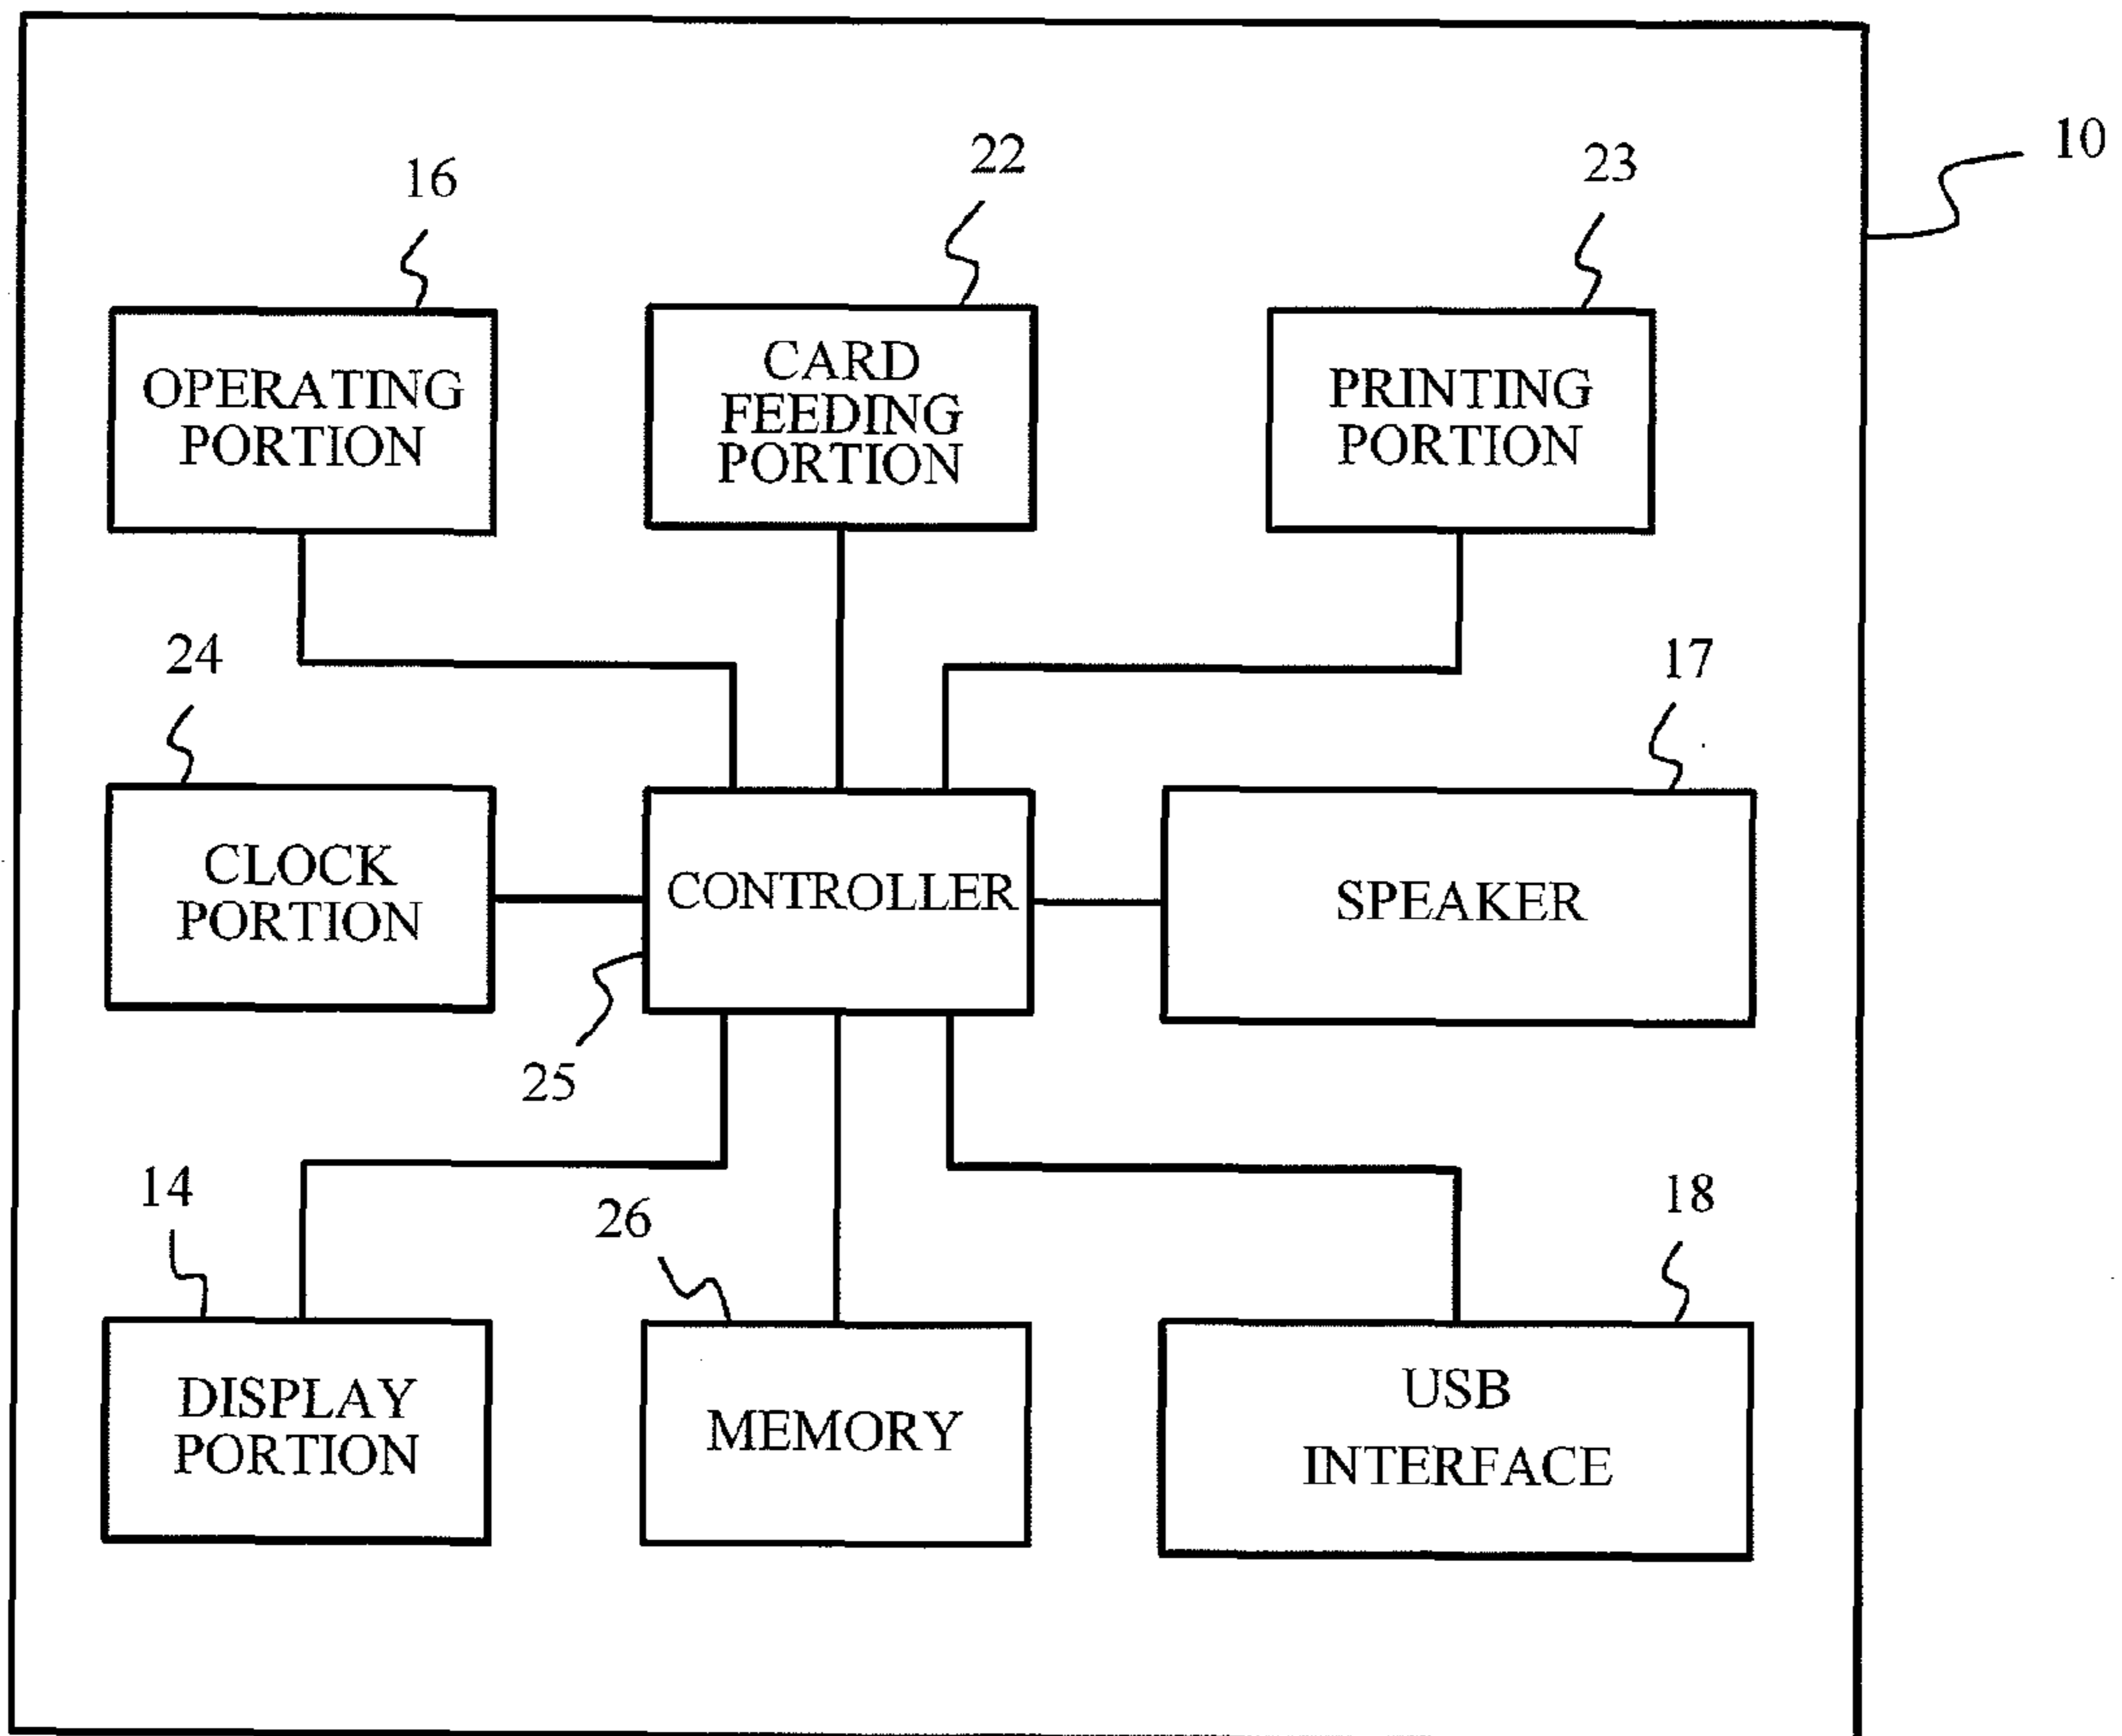 10
16
22
23
OPERATING
PORTION
CARD
FEEDING
PORTION
PRINTING
PORTION
24
17
CLOCK
PORTION
CONTROLLER
SPEAKER
25
14
26
18
DISPLAY
PORTION
MEMORY
USB
INTERFACE